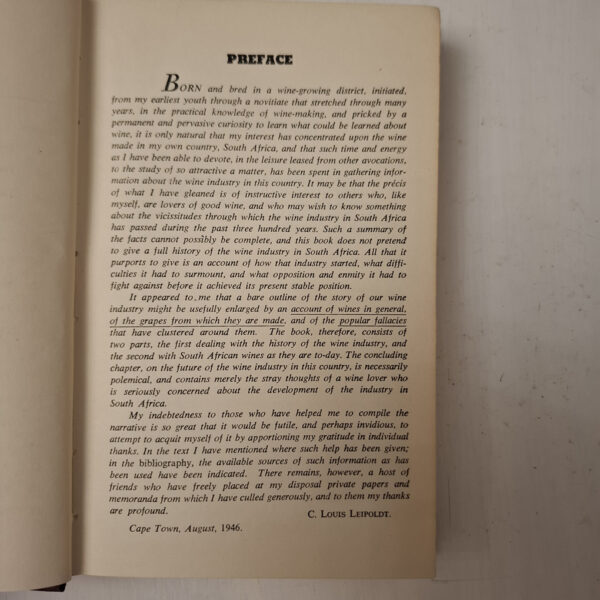 PREFACE
BORN and bred in a wine-growing district, initiated,
from my earliest youth through a novitiate that stretched through many
years, in the practical knowledge of wine-making, and pricked by a
permanent and pervasive curiosity to learn what could be learned about
wine, it is only natural that my interest has concentrated upon the wine
made in my own country, South Africa, and that such time and energy
as I have been able to devote, in the leisure leased from other avocations,
to the study of so attractive a matter, has been spent in gathering infor-
mation about the wine industry in this country. It may be that the précis
of what I have gleaned is of instructive interest to others who, like
myself, are lovers of good wine, and who may wish to know something
about the vicissitudes through which the wine industry in South Africa
has passed during the past three hundred years. Such a summary of
the facts cannot possibly be complete, and this book does not pretend
to give a full history of the wine industry in South Africa. All that it
purports to give is an account of how that industry started, what diffi-
culties it had to surmount, and what opposition and enmity it had to
fight against before it achieved its present stable position.
It appeared to me that a bare outline of the story of our wine
industry might be usefully enlarged by an account of wines in general,
of the grapes from which they are made, and of the popular fallacies
that have clustered around them. The book, therefore, consists of
two parts, the first dealing with the history of the wine industry, and
the second with South African wines as they are to-day. The concluding
chapter, on the future of the wine industry in this country, is necessarily
polemical, and contains merely the stray thoughts of a wine lover who
is seriously concerned about the development of the industry in
South Africa.
My indebtedness to those who have helped me to compile the
narrative is so great that it would be futile, and perhaps invidious, to
attempt to acquit myself of it by apportioning my gratitude in individual
thanks. In the text I have mentioned where such help has been given;
in the bibliography, the available sources of such information as has
been used have been indicated. There remains, however, a host of
friends who have freely placed at my disposal private papers and
memoranda from which I have culled generously, and to them my thanks
are profound.
C. LOUIS LEIPOLDT.
Cape Town, August, 1946.